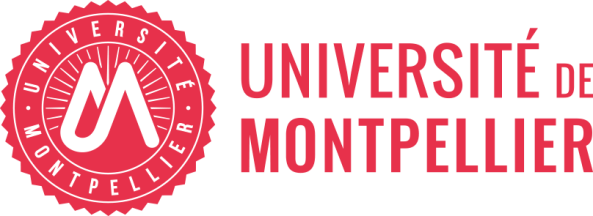 · UNIVERSITÉ ·
MONTPELLIER
UNIVERSITÉ DE
MONTPELLIER